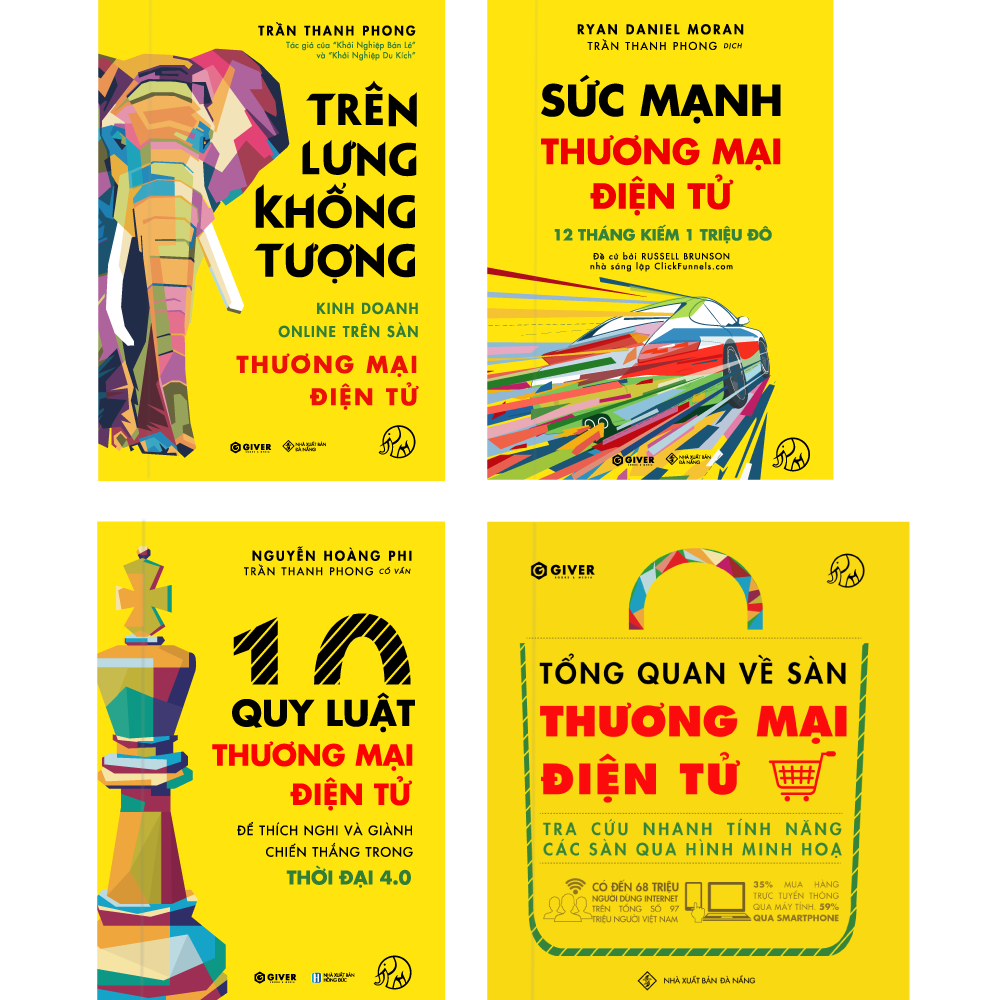 TRẦN THANH PHONG
Tác giả của "Khởi Nghiệp Bán Lẻ"
và "Khởi Nghiệp Du Kích"
TRÊN
LƯNG
KHỔNG
TƯỢNG
KINH DOANH
ONLINE TRÊN SÀN
THƯƠNG MẠI
ĐIỆN TỬ
GIVER
BOOKS & MEDIA
NHÀ XUẤT BẢN
ĐÀ NẴNG
RYAN DANIEL MORAN
TRẦN THANH PHONG DỊCH
SỨC MẠNH
THƯƠNG MẠI
ĐIỆN TỬ
12 THÁNG KIẾM 1 TRIỆU ĐÔ
Đề cử bởi RUSSELL BRUNSON
nhà sáng lập ClickFunnels.com
GIVER
BOOKS & MEDIA
NHÀ XUẤT BẢN
ĐÀ NẴNG
NGUYỄN HOÀNG PHI
TRẦN THANH PHONG CỐ VẤN
10
QUY LUẬT
THƯƠNG MẠI
ĐIỆN TỬ
ĐỂ THÍCH NGHI VÀ GIÀNH
CHIẾN THẮNG TRONG
THỜI ĐẠI 4.0
GIVER
BOOKS & MEDIA
NHÀ XUẤT BẢN
HỒNG ĐỨC
GIVER
BOOKS & MEDIA
TỔNG QUAN VỀ SÀN
THƯƠNG MẠI
ĐIỆN TỬ
TRA CỨU NHANH TÍNH NĂNG
CÁC SÀN QUA HÌNH MINH HOẠ
CÓ ĐẾN 68 TRIỆU
NGƯỜI DÙNG INTERNET
TRÊN TỔNG SỐ 97
TRIỆU NGƯỜI VIỆT NAM
35% MUA HÀNG
TRỰC TUYẾN THÔNG
QUA MÁY TÍNH. 59%
QUA SMARTPHONE
NHÀ XUẤT BẢN ĐÀ NẴNG